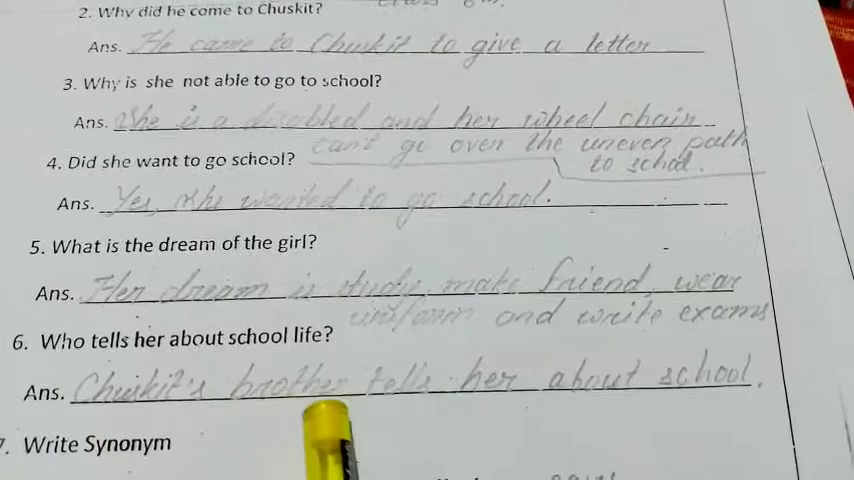 2. Why did he come to Chuskit?
Ans. He came to Chuskit to give a letter
3. Why is she not able to go to school?
Ans. She is a disabled and her wheel chain
can't go over the uneven path
to school.
4. Did she want to go school?
Ans. Yes, she wanted to go school.
5. What is the dream of the girl?
Ans. Her dream is study, make friend, wear
uniform and write exams
6. Who tells her about school life?
Ans. Chuskit's brother tells her about school.
7. Write Synonym